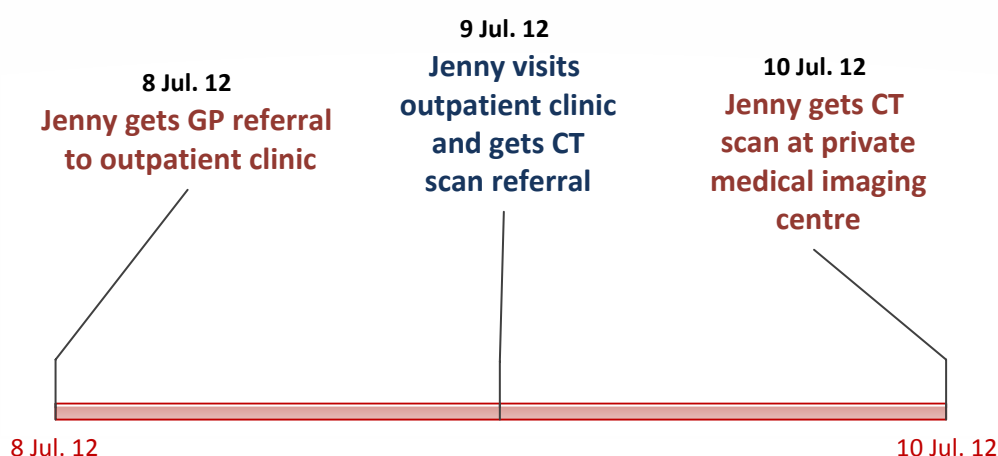 8 Jul. 12
Jenny gets GP referral
to outpatient clinic
9 Jul. 12
Jenny visits
outpatient clinic
and gets CT
scan referral
10 Jul. 12
Jenny gets CT
scan at private
medical imaging
centre
8 Jul. 12
10 Jul. 12